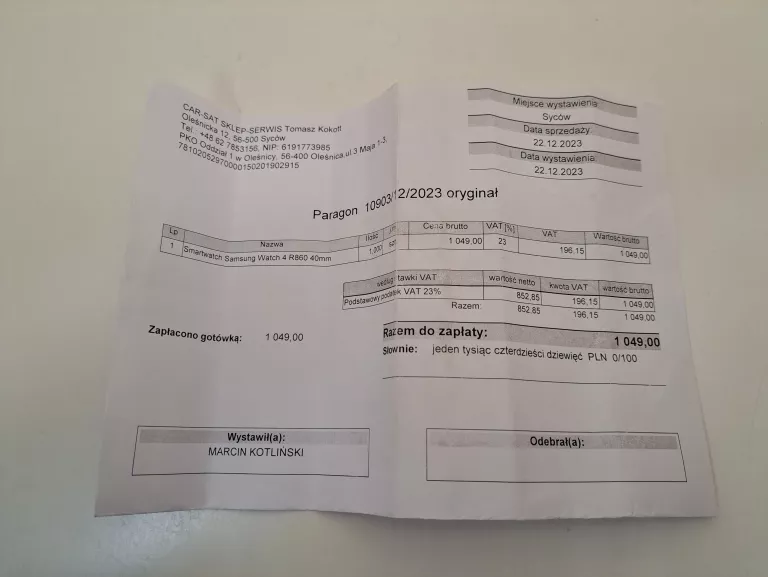 CAR-SAT SKLEP-SERWIS Tomasz Kokott
Oleśnicka 12, 56-500 Syców
Tel. +48 62 7853156, NIP: 6191773985
PKO Oddział 1 w Oleśnicy, 56-400 Oleśnica,ul.3 Maja 1-3;
78102052970000150201902915
Miejsce wystawienia:
Syców
Data sprzedaży:
22.12.2023
Data wystawienia:
22.12.2023
Paragon 10903/12/2023 oryginał
Lp Nazwa Ilość Cena brutto VAT [%] VAT Wartość brutto
1 Smartwatch Samsung Watch 4 R860 40mm 1,000 szt 1 049,00 23 196,15 1 049,00
według stawki VAT wartość netto kwota VAT wartość brutto
Podstawowy podatek VAT 23% 852,85 196,15 1 049,00
Razem: 852,85 196,15 1 049,00
Zapłacono gotówką: 1 049,00
Razem do zapłaty: 1 049,00
Słownie: jeden tysiąc czterdzieści dziewięć PLN 0/100
Wystawił(a):
MARCIN KOTLIŃSKI
Odebrał(a):